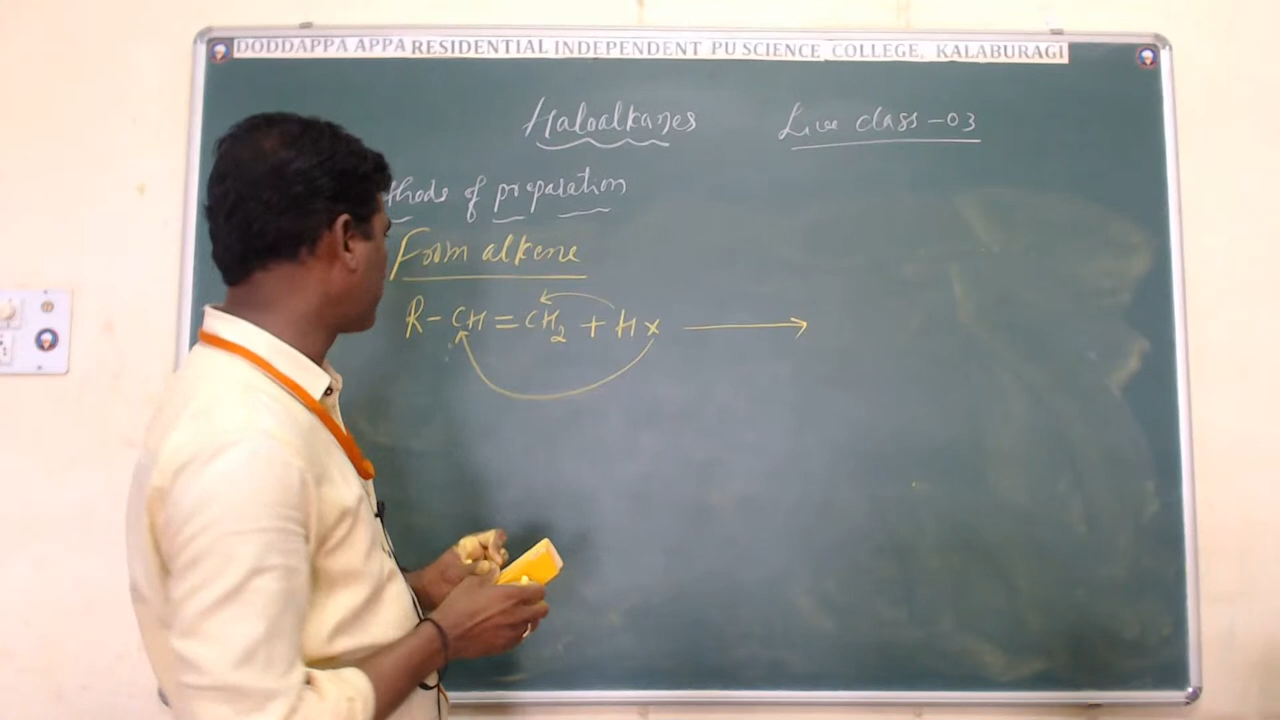 DODDAPPA APPA RESIDENTIAL INDEPENDENT PU SCIENCE COLLEGE, KALABURAGI
Haloalkanes Live class - 03
thods of preparation
From alkene
R - CH = CH2 + Hx ⟶